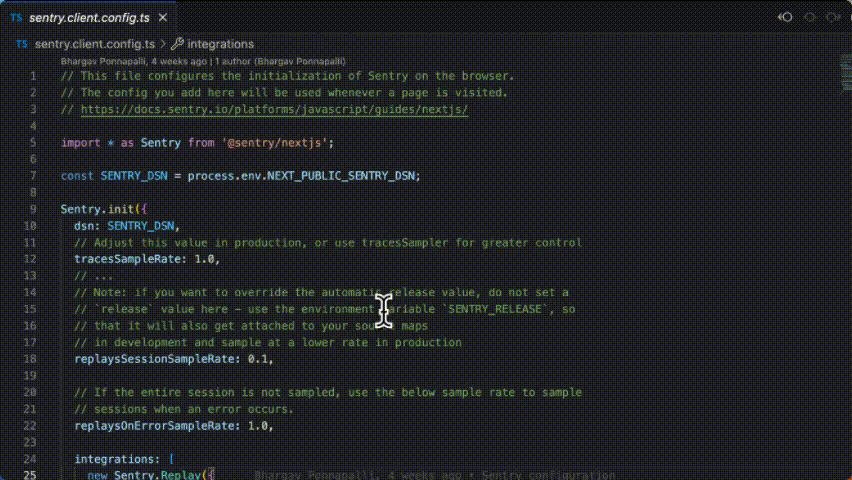 TS sentry.client.config.ts ×
TS sentry.client.config.ts > integrations
Bhargav Ponnapalli, 4 weeks ago | 1 author (Bhargav Ponnapalli)
1 // This file configures the initialization of Sentry on the browser.
2 // The config you add here will be used whenever a page is visited.
3 // https://docs.sentry.io/platforms/javascript/guides/nextjs/
4
5 import * as Sentry from '@sentry/nextjs';
6
7 const SENTRY_DSN = process.env.NEXT_PUBLIC_SENTRY_DSN;
8
9 Sentry.init({
10 dsn: SENTRY_DSN,
11 // Adjust this value in production, or use tracesSampler for greater control
12 tracesSampleRate: 1.0,
13 // ...
14 // Note: if you want to override the automatic release value, do not set a
15 // `release` value here - use the environment variable `SENTRY_RELEASE`, so
16 // that it will also get attached to your source maps
17 // in development and sample at a lower rate in production
18 replaysSessionSampleRate: 0.1,
19
20 // If the entire session is not sampled, use the below sample rate to sample
21 // sessions when an error occurs.
22 replaysOnErrorSampleRate: 1.0,
23
24 integrations: [
25 new Sentry.Replay({ Bhargav Ponnapalli, 4 weeks ago • Sentry configuration